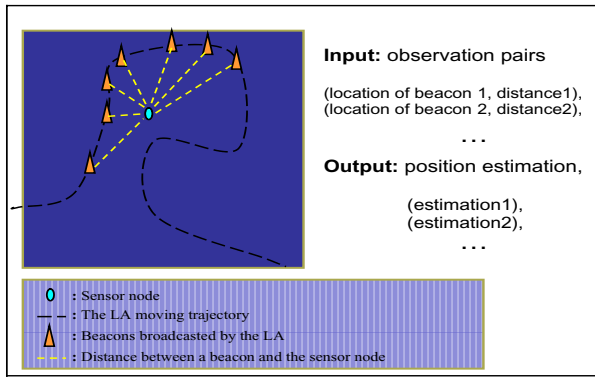 Input: observation pairs
(location of beacon 1, distance1),
(location of beacon 2, distance2),
...
Output: position estimation,
(estimation1),
(estimation2),
...
: Sensor node
: The LA moving trajectory
: Beacons broadcasted by the LA
: Distance between a beacon and the sensor node